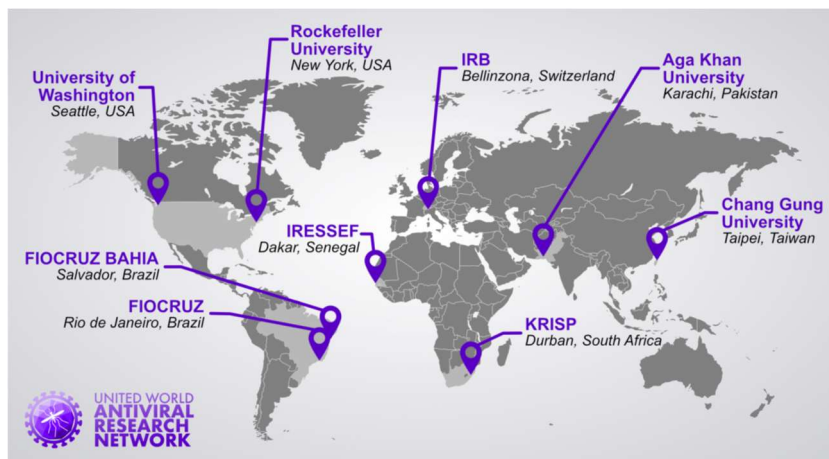 Rockefeller
University
New York, USA
University of
Washington
Seattle, USA
IRB
Bellinzona, Switzerland
Aga Khan
University
Karachi, Pakistan
Chang Gung
University
Taipei, Taiwan
IRESSEF
Dakar, Senegal
FIOCRUZ BAHIA
Salvador, Brazil
FIOCRUZ
Rio de Janeiro, Brazil
KRISP
Durban, South Africa
UNITED WORLD
ANTIVIRAL
RESEARCH
NETWORK